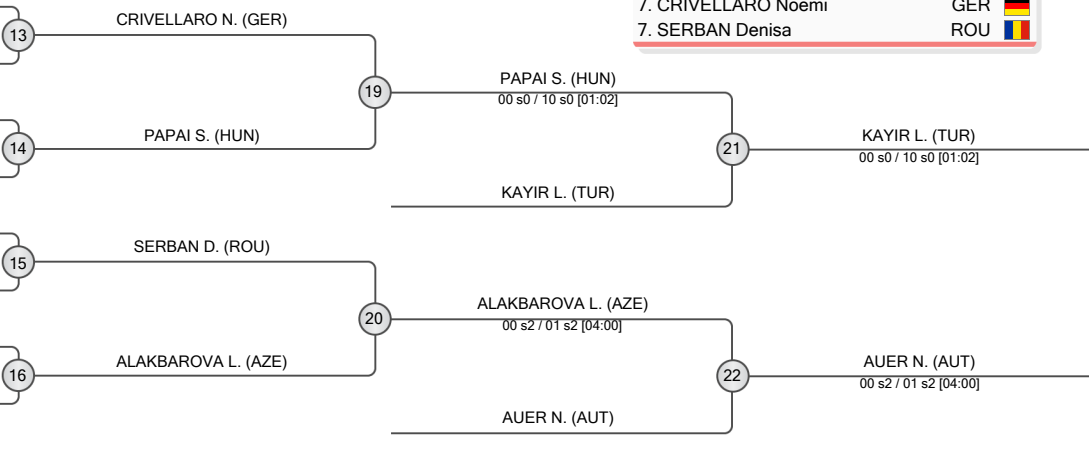 7. CRIVELLARO Noemi GER
7. SERBAN Denisa ROU
13
CRIVELLARO N. (GER)
19
PAPAI S. (HUN)
00 s0 / 10 s0 [01:02]
14
PAPAI S. (HUN)
21
KAYIR L. (TUR)
00 s0 / 10 s0 [01:02]
KAYIR L. (TUR)
15
SERBAN D. (ROU)
20
ALAKBAROVA L. (AZE)
00 s2 / 01 s2 [04:00]
16
ALAKBAROVA L. (AZE)
22
AUER N. (AUT)
00 s2 / 01 s2 [04:00]
AUER N. (AUT)